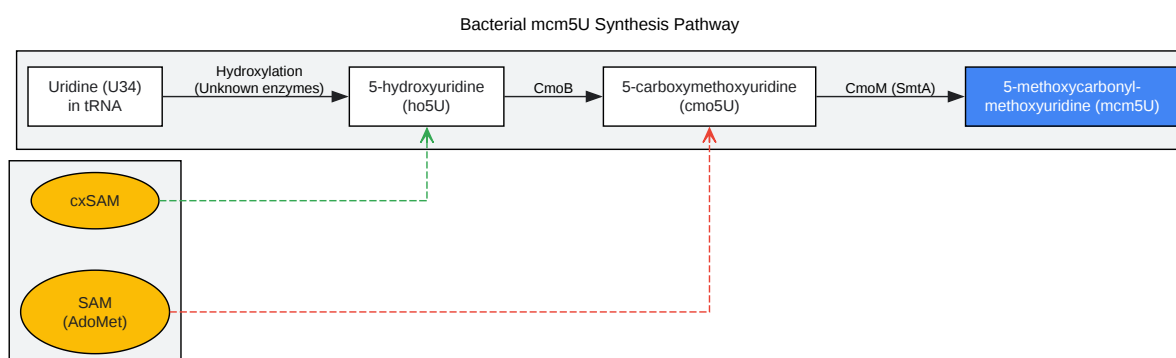 Bacterial mcm5U Synthesis Pathway
Uridine (U34)
in tRNA
Hydroxylation
(Unknown enzymes)
5-hydroxyuridine
(ho5U)
CmoB
5-carboxymethoxyuridine
(cmo5U)
CmoM (SmtA)
5-methoxycarbonyl-
methoxyuridine (mcm5U)
cxSAM
SAM
(AdoMet)